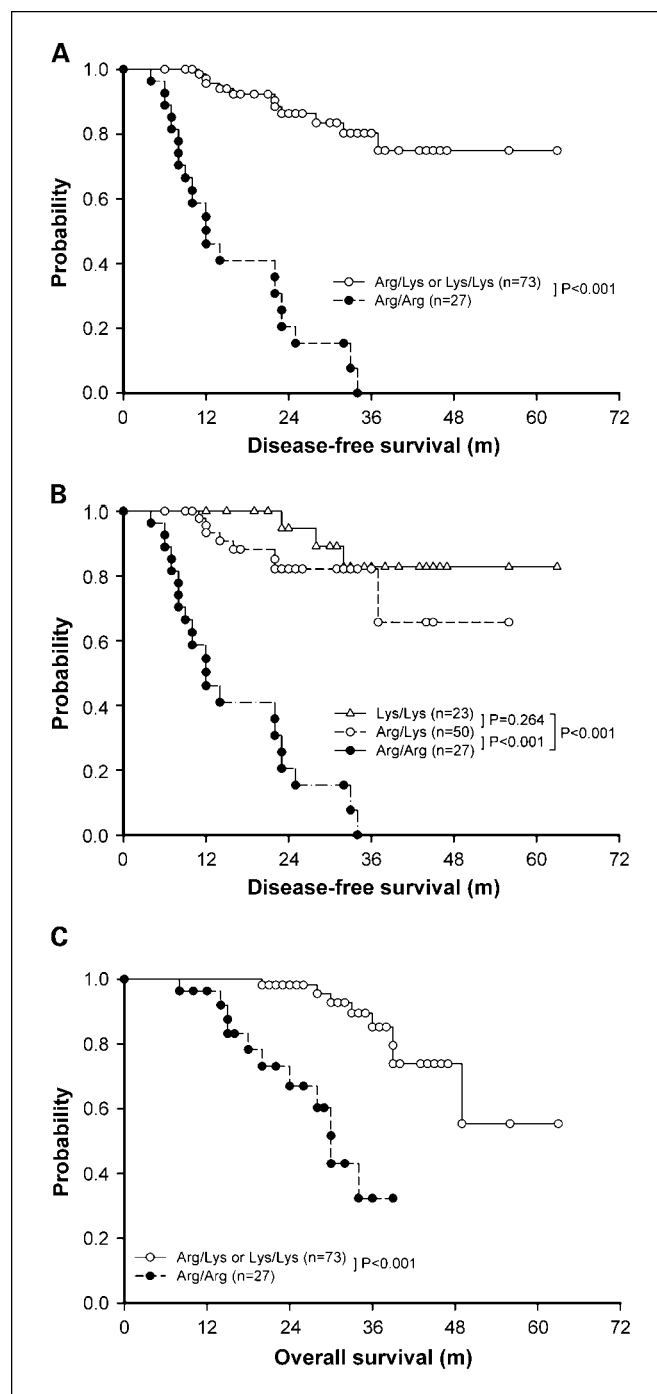 A
1.0
0.8
0.6
0.4
0.2
0.0
Probability
Arg/Lys or Lys/Lys (n=73)
Arg/Arg (n=27)
] P<0.001
0 12 24 36 48 60 72
Disease-free survival (m)
B
1.0
0.8
0.6
0.4
0.2
0.0
Probability
Lys/Lys (n=23)
Arg/Lys (n=50)
Arg/Arg (n=27)
] P=0.264
] P<0.001
P<0.001
0 12 24 36 48 60 72
Disease-free survival (m)
C
1.0
0.8
0.6
0.4
0.2
0.0
Probability
Arg/Lys or Lys/Lys (n=73)
Arg/Arg (n=27)
] P<0.001
0 12 24 36 48 60 72
Overall survival (m)